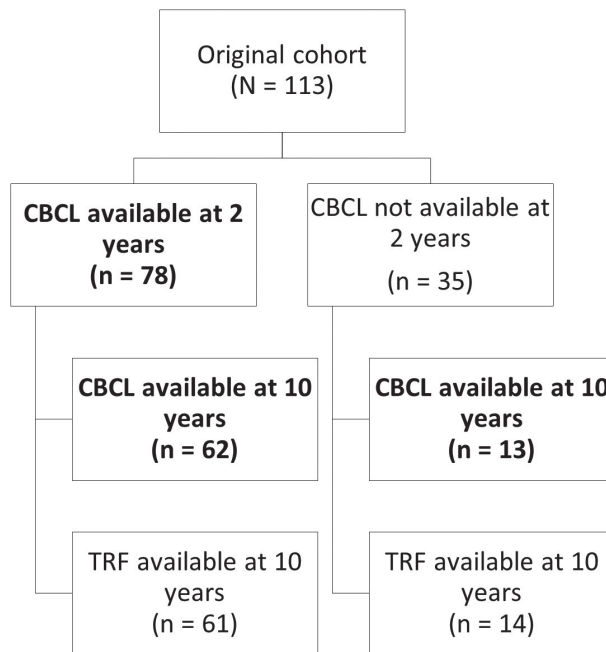 Original cohort
(N = 113)
CBCL available at 2
years
(n = 78)
CBCL not available at
2 years
(n = 35)
CBCL available at 10
years
(n = 62)
CBCL available at 10
years
(n = 13)
TRF available at 10
years
(n = 61)
TRF available at 10
years
(n = 14)